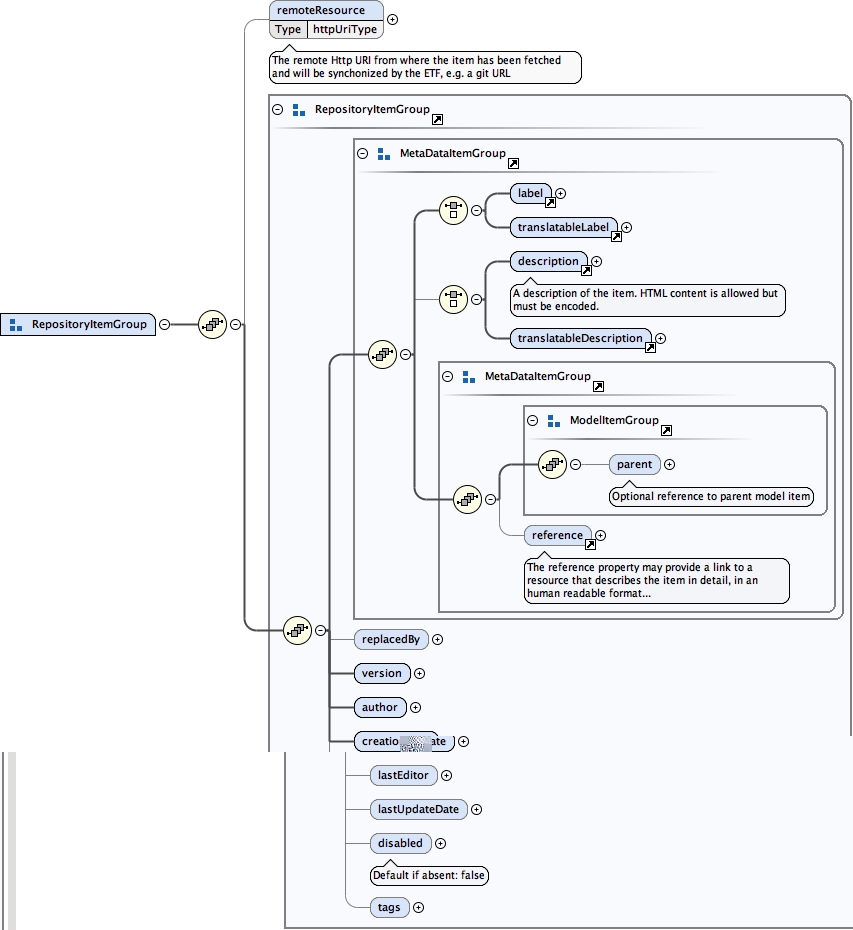 remoteResource
Type httpUriType
The remote Http URI from where the item has been fetched
and will be synchonized by the ETF, e.g. a git URL
RepositoryItemGroup
MetaDataItemGroup
label
translatableLabel
description
A description of the item. HTML content is allowed but
must be encoded.
RepositoryItemGroup
translatableDescription
MetaDataItemGroup
ModelItemGroup
parent
Optional reference to parent model item
reference
The reference property may provide a link to a
resource that describes the item in detail, in an
human readable format...
replacedBy
version
author
lastEditor
lastUpdateDate
disabled
Default if absent: false
tags